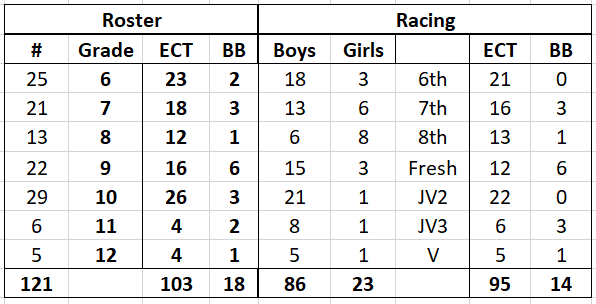 Roster Racing
# Grade ECT BB Boys Girls ECT BB
25 6 23 2 18 3 6th 21 0
21 7 18 3 13 6 7th 16 3
13 8 12 1 6 8 8th 13 1
22 9 16 6 15 3 Fresh 12 6
29 10 26 3 21 1 JV2 22 0
6 11 4 2 8 1 JV3 6 3
5 12 4 1 5 1 V 5 1
121 103 18 86 23 95 14